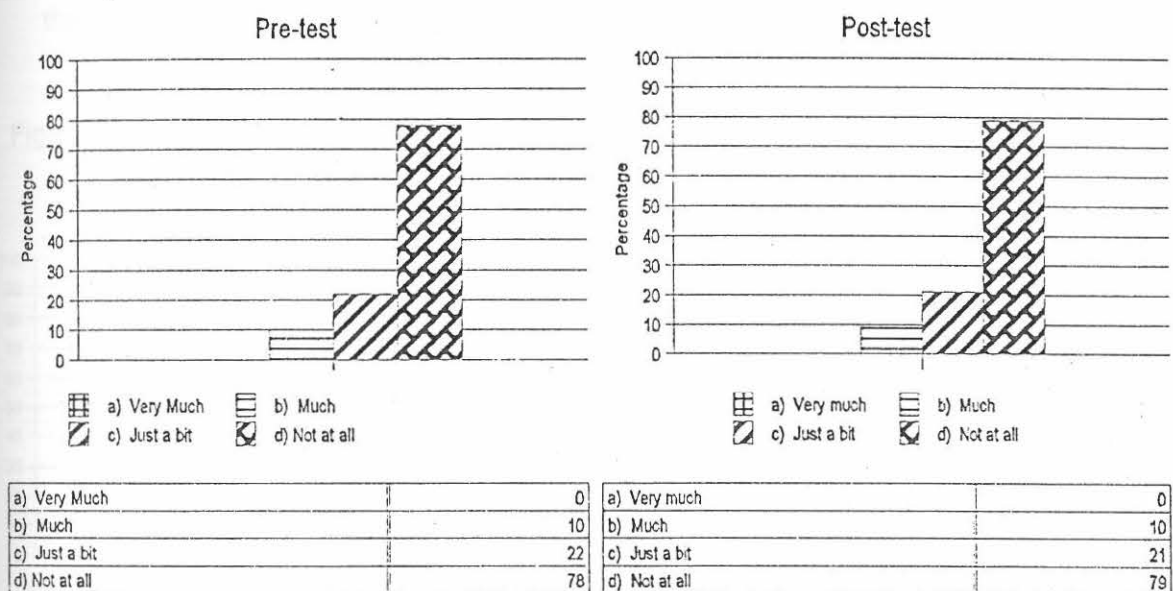 Pre-test
100
90
80
70
60
50
40
30
20
10
0
Percentage
a) Very Much b) Much
c) Just a bit d) Not at all
a) Very Much 0
b) Much 10
c) Just a bit 22
d) Not at all 78
Post-test
100
90
80
70
60
50
40
30
20
10
0
Percentage
a) Very much b) Much
c) Just a bit d) Not at all
a) Very much 0
b) Much 10
c) Just a bit 21
d) Not at all 79